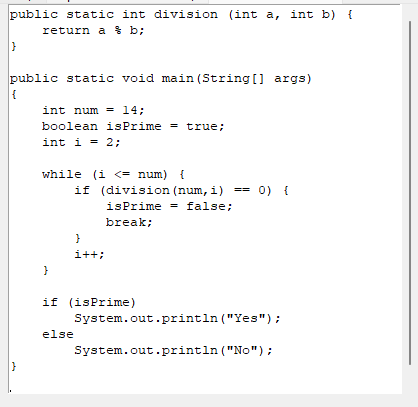 public static int division (int a, int b) {
    return a % b;
}

public static void main(String[] args)
{
    int num = 14;
    boolean isPrime = true;
    int i = 2;

    while (i <= num) {
        if (division(num,i) == 0) {
            isPrime = false;
            break;
        }
        i++;
    }

    if (isPrime)
        System.out.println("Yes");
    else
        System.out.println("No");
}